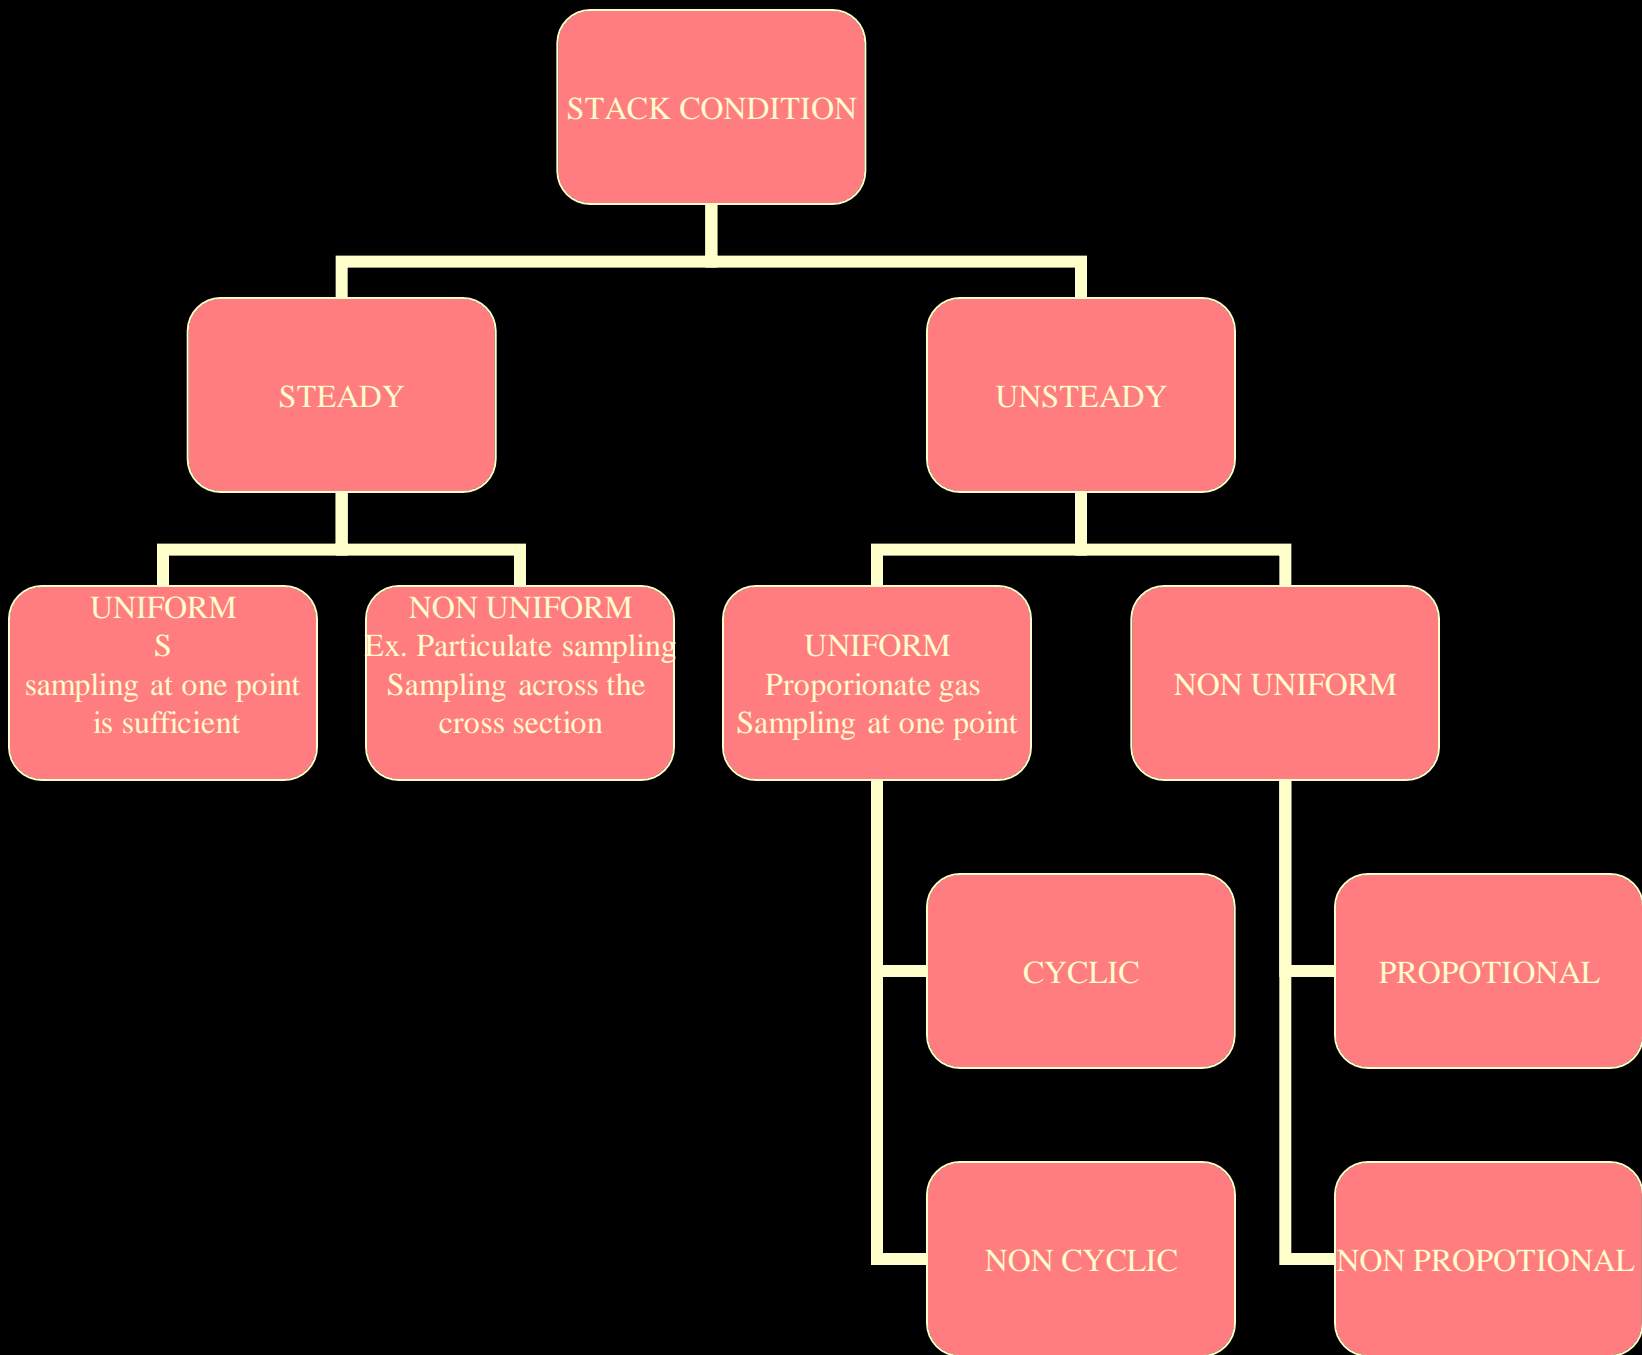 STACK CONDITION
STEADY
UNSTEADY
UNIFORM
S
sampling at one point
is sufficient
NON UNIFORM
Ex. Particulate sampling
Sampling across the
cross section
UNIFORM
Proporionate gas
Sampling at one point
NON UNIFORM
CYCLIC
PROPOTIONAL
NON CYCLIC
NON PROPOTIONAL